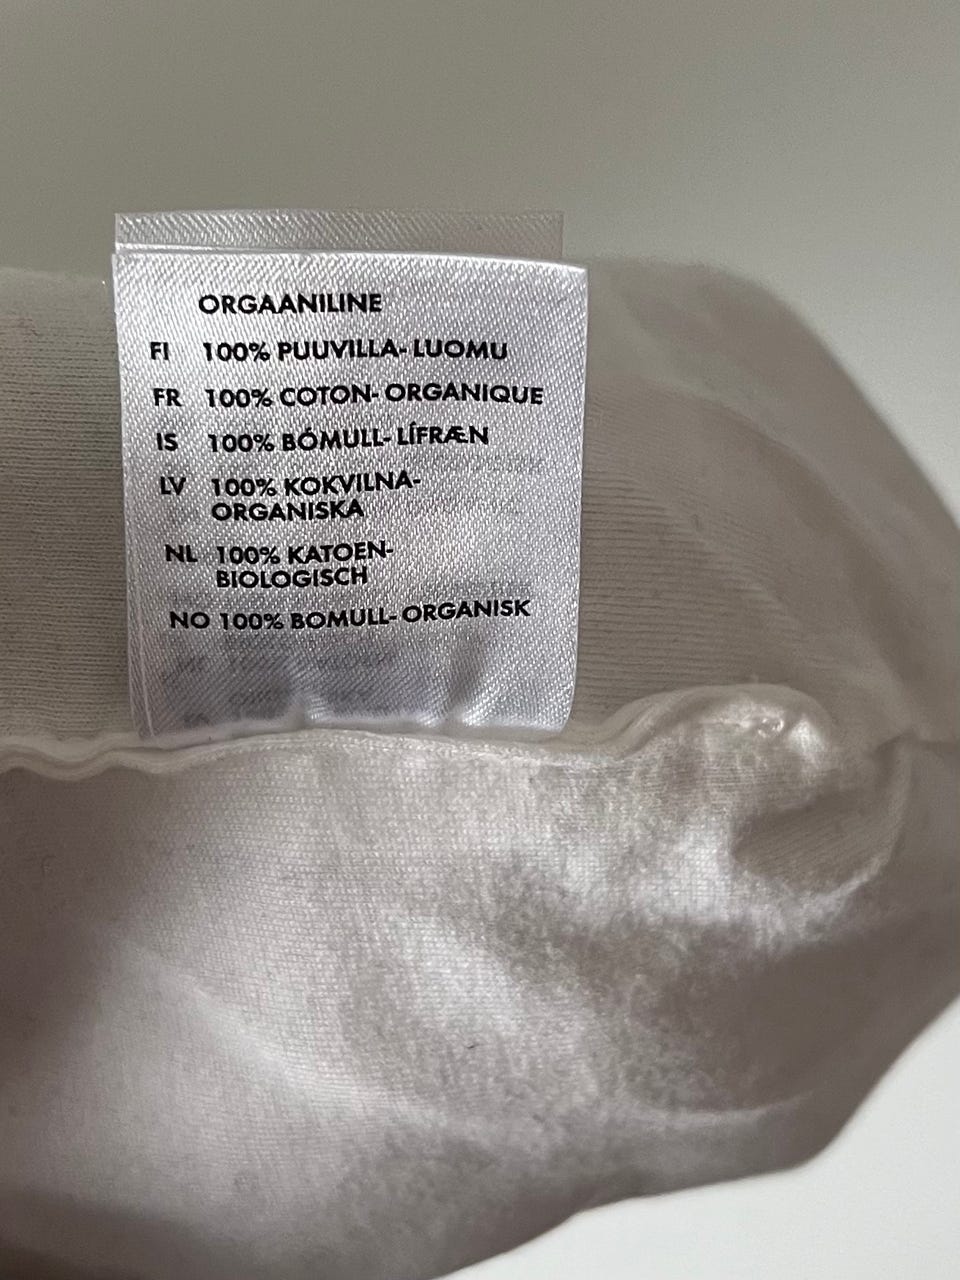 ORGAANILINE
FI 100% PUUVILLA- LUOMU
FR 100% COTON- ORGANIQUE
IS 100% BÓMULL- LÍFRÆN
LV 100% KOKVILNA-
ORGANISKA
NL 100% KATOEN-
BIOLOGISCH
NO 100% BOMULL- ORGANISK